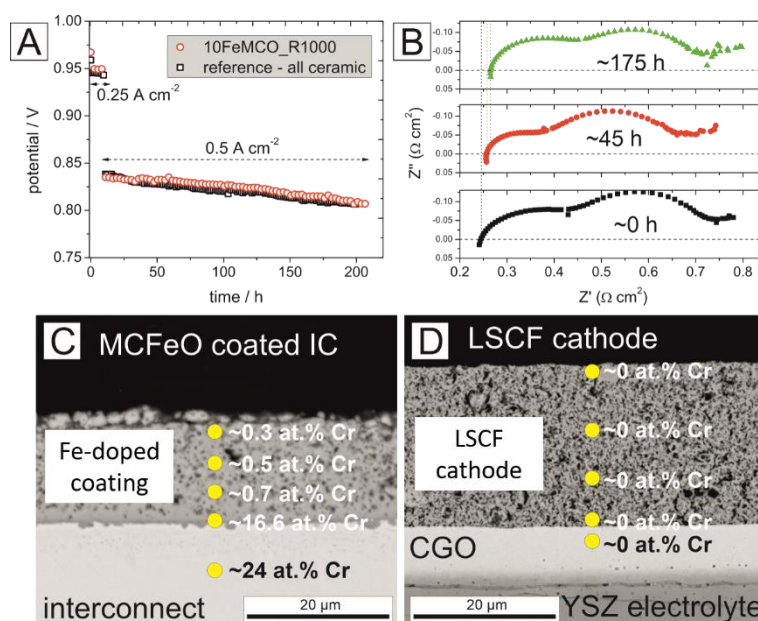 A
10FeMCO_R1000
reference - all ceramic
0.25 A cm⁻²
0.5 A cm⁻²
1.00
0.95
0.90
0.85
0.80
0.75
potential / V
0
50
100
150
200
time / h
B
-0.10
-0.05
0.00
0.05
~175 h
-0.10
-0.05
0.00
0.05
~45 h
-0.10
-0.05
0.00
0.05
~0 h
Z'' (Ω cm²)
0.2 0.3 0.4 0.5 0.6 0.7 0.8
Z' (Ω cm²)
C
MCFeO coated IC
Fe-doped
coating
~0.3 at.% Cr
~0.5 at.% Cr
~0.7 at.% Cr
~16.6 at.% Cr
~24 at.% Cr
interconnect
20 µm
D
LSCF cathode
~0 at.% Cr
~0 at.% Cr
LSCF
cathode
~0 at.% Cr
~0 at.% Cr
CGO
~0 at.% Cr
20 µm
YSZ electrolyte